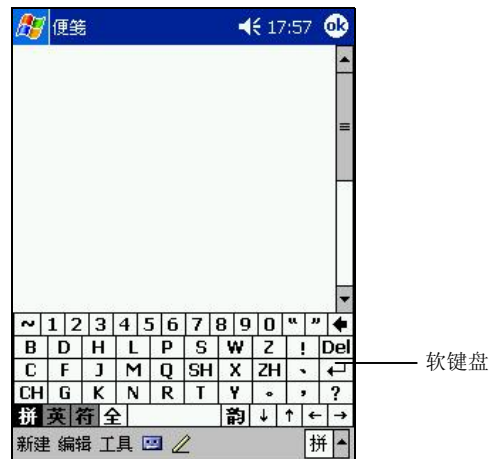 便笺 17:57 ok
~ 1 2 3 4 5 6 7 8 9 0 “ ”
B D H L P S W Z ! Del
C F J M Q SH X ZH 、
软键盘
CH G K N R T Y 。 , ?
拼 英 符 全 韵 ↓ ↑ ← →
新建 编辑 工具 拼